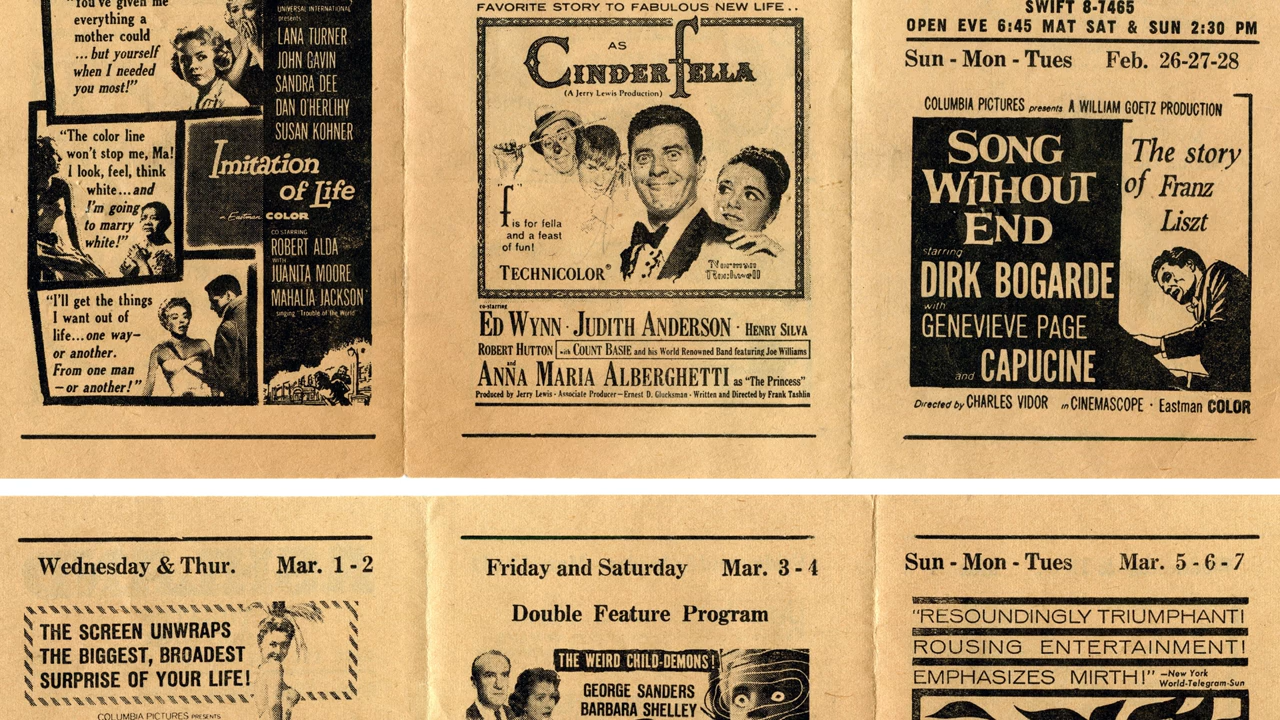 "You've given me
everything a
mother could
...but yourself
when I needed
you most!"
UNIVERSAL INTERNATIONAL
presents
LANA TURNER
JOHN GAVIN
SANDRA DEE
DAN O'HERLIHY
SUSAN KOHNER
"The color line
won't stop me, Ma!
I look, feel, think
white...and
I'm going
to marry
white!"
Imitation
of Life
in Eastman COLOR
CO-STARRING
ROBERT ALDA
WITH
JUANITA MOORE
MAHALIA JACKSON
singing "Trouble of the World"
"I'll get the things
I want out of
life...one way—
or another.
From one man
—or another!"
FAVORITE STORY TO FABULOUS NEW LIFE..
AS
CINDERfELLA
(A Jerry Lewis Production)
"f"
is for fella
and a feast
of fun!
TECHNICOLOR®
Norman
Rockwell
co-starring
ED WYNN · JUDITH ANDERSON · HENRY SILVA
ROBERT HUTTON with COUNT BASIE and his World Renowned Band featuring Joe Williams
and
ANNA MARIA ALBERGHETTI as "The Princess"
Produced by Jerry Lewis · Associate Producer—Ernest D. Glucksman · Written and Directed by Frank Tashlin
SWIFT 8-7465
OPEN EVE 6:45 MAT SAT & SUN 2:30 PM
Sun - Mon - Tues Feb. 26-27-28
COLUMBIA PICTURES presents A WILLIAM GOETZ PRODUCTION
SONG
WITHOUT
END
The story
of Franz
Liszt
starring
DIRK BOGARDE
with
GENEVIEVE PAGE
and CAPUCINE
Directed by CHARLES VIDOR in CINEMASCOPE · Eastman COLOR
Wednesday & Thur. Mar. 1 - 2
THE SCREEN UNWRAPS
THE BIGGEST, BROADEST
SURPRISE OF YOUR LIFE!
COLUMBIA PICTURES PRESENTS
Friday and Saturday Mar. 3 - 4
Double Feature Program
THE WEIRD CHILD-DEMONS!
GEORGE SANDERS
BARBARA SHELLEY
Sun - Mon - Tues Mar. 5 - 6 - 7
"RESOUNDINGLY TRIUMPHANT!
ROUSING ENTERTAINMENT!
EMPHASIZES MIRTH!" —New York
World-Telegram-Sun